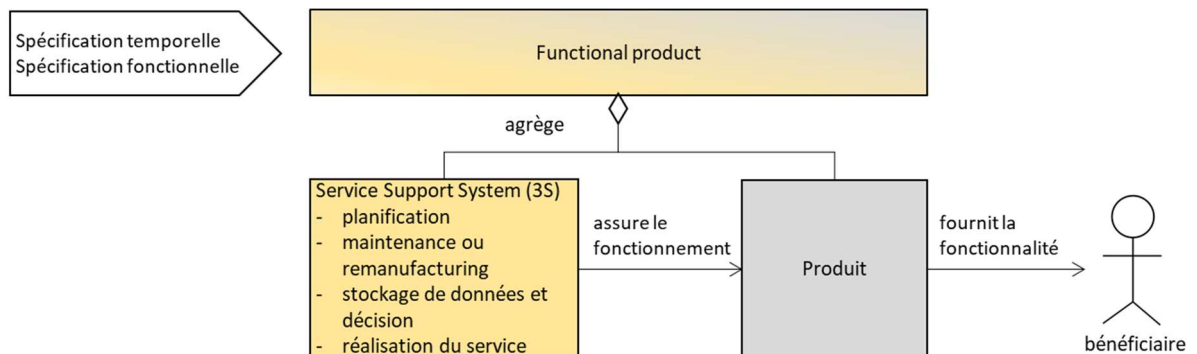 Spécification temporelle
Spécification fonctionnelle
Functional product
agrège
Service Support System (3S)
- planification
- maintenance ou
remanufacturing
- stockage de données et
décision
- réalisation du service
assure le
fonctionnement
Produit
fournit la
fonctionnalité
bénéficiaire